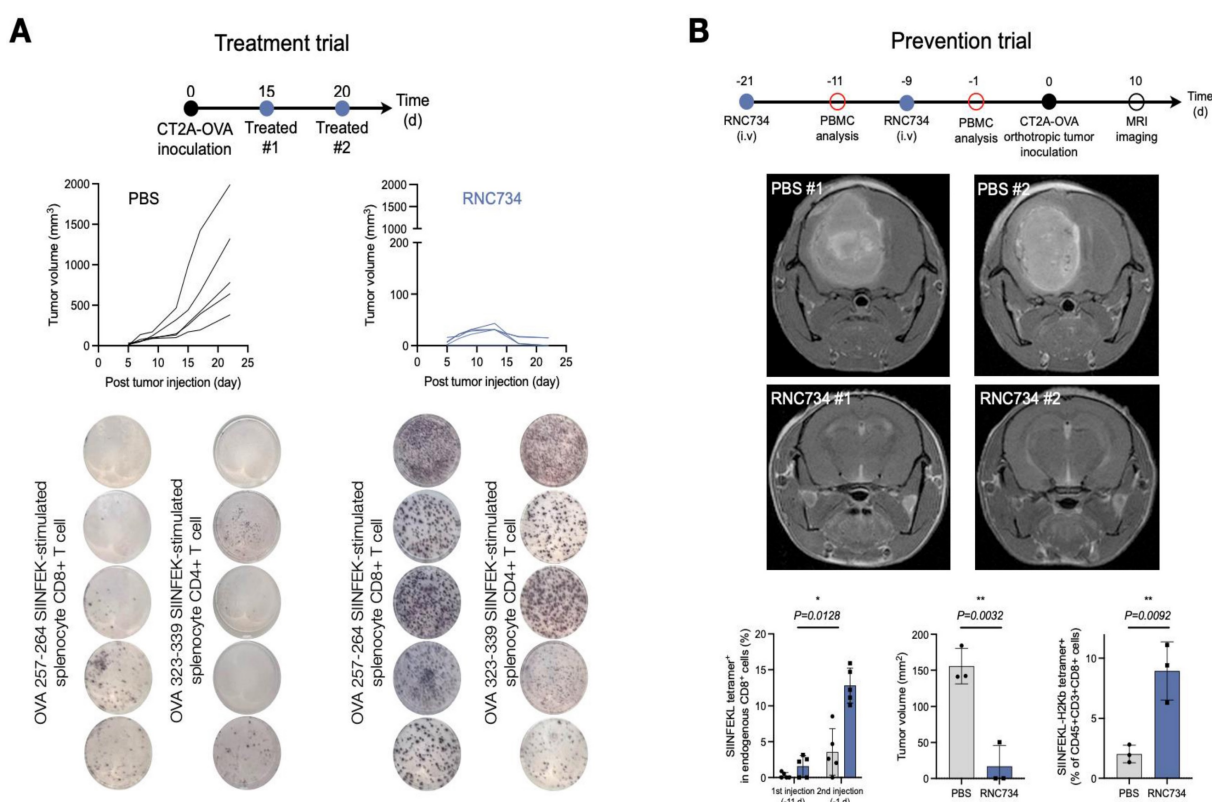 A
Treatment trial
0 15 20
Time
(d)
CT2A-OVA
inoculation
Treated
#1
Treated
#2
Tumor volume (mm3)
2000
1500
1000
500
0
PBS
0 5 10 15 20 25
Post tumor injection (day)
Tumor volume (mm3)
2000
1500
1000
200
100
0
RNC734
0 5 10 15 20 25
Post tumor injection (day)
OVA 257-264 SIINFEK-stimulated
splenocyte CD8+ T cell
OVA 323-339 SIINFEK-stimulated
splenocyte CD4+ T cell
OVA 257-264 SIINFEK-stimulated
splenocyte CD8+ T cell
OVA 323-339 SIINFEK-stimulated
splenocyte CD4+ T cell
B
Prevention trial
-21 -11 -9 -1 0 10
Time
(d)
RNC734
(i.v)
PBMC
analysis
RNC734
(i.v)
PBMC
analysis
CT2A-OVA
orthotropic tumor
inoculation
MRI
imaging
PBS #1
PBS #2
RNC734 #1
RNC734 #2
*
P=0.0128
SIINFEKL tetramer+
in endogenous CD8+ cells (%)
20
15
10
5
0
1st injection
(-11 d)
2nd injection
(-1 d)
**
P=0.0032
Tumor volume (mm2)
200
150
100
50
0
PBS RNC734
**
P=0.0092
SIINFEKL-H2Kb tetramer+
(% of CD45+CD3+CD8+ cells)
10
5
0
PBS RNC734